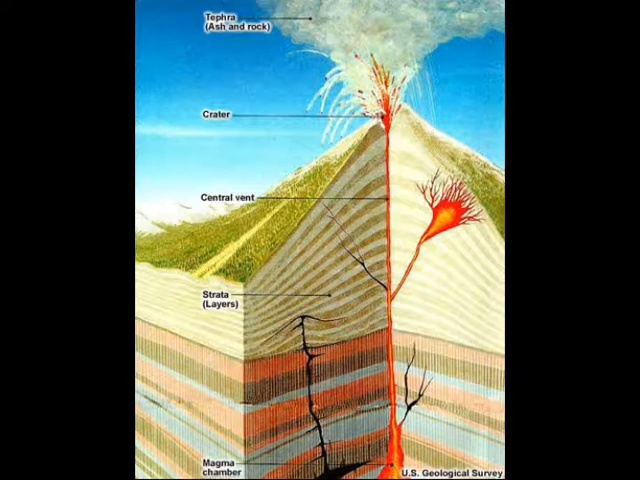 Tephra
(Ash and rock)
Crater
Central vent
Strata
(Layers)
Magma
chamber
U.S. Geological Survey